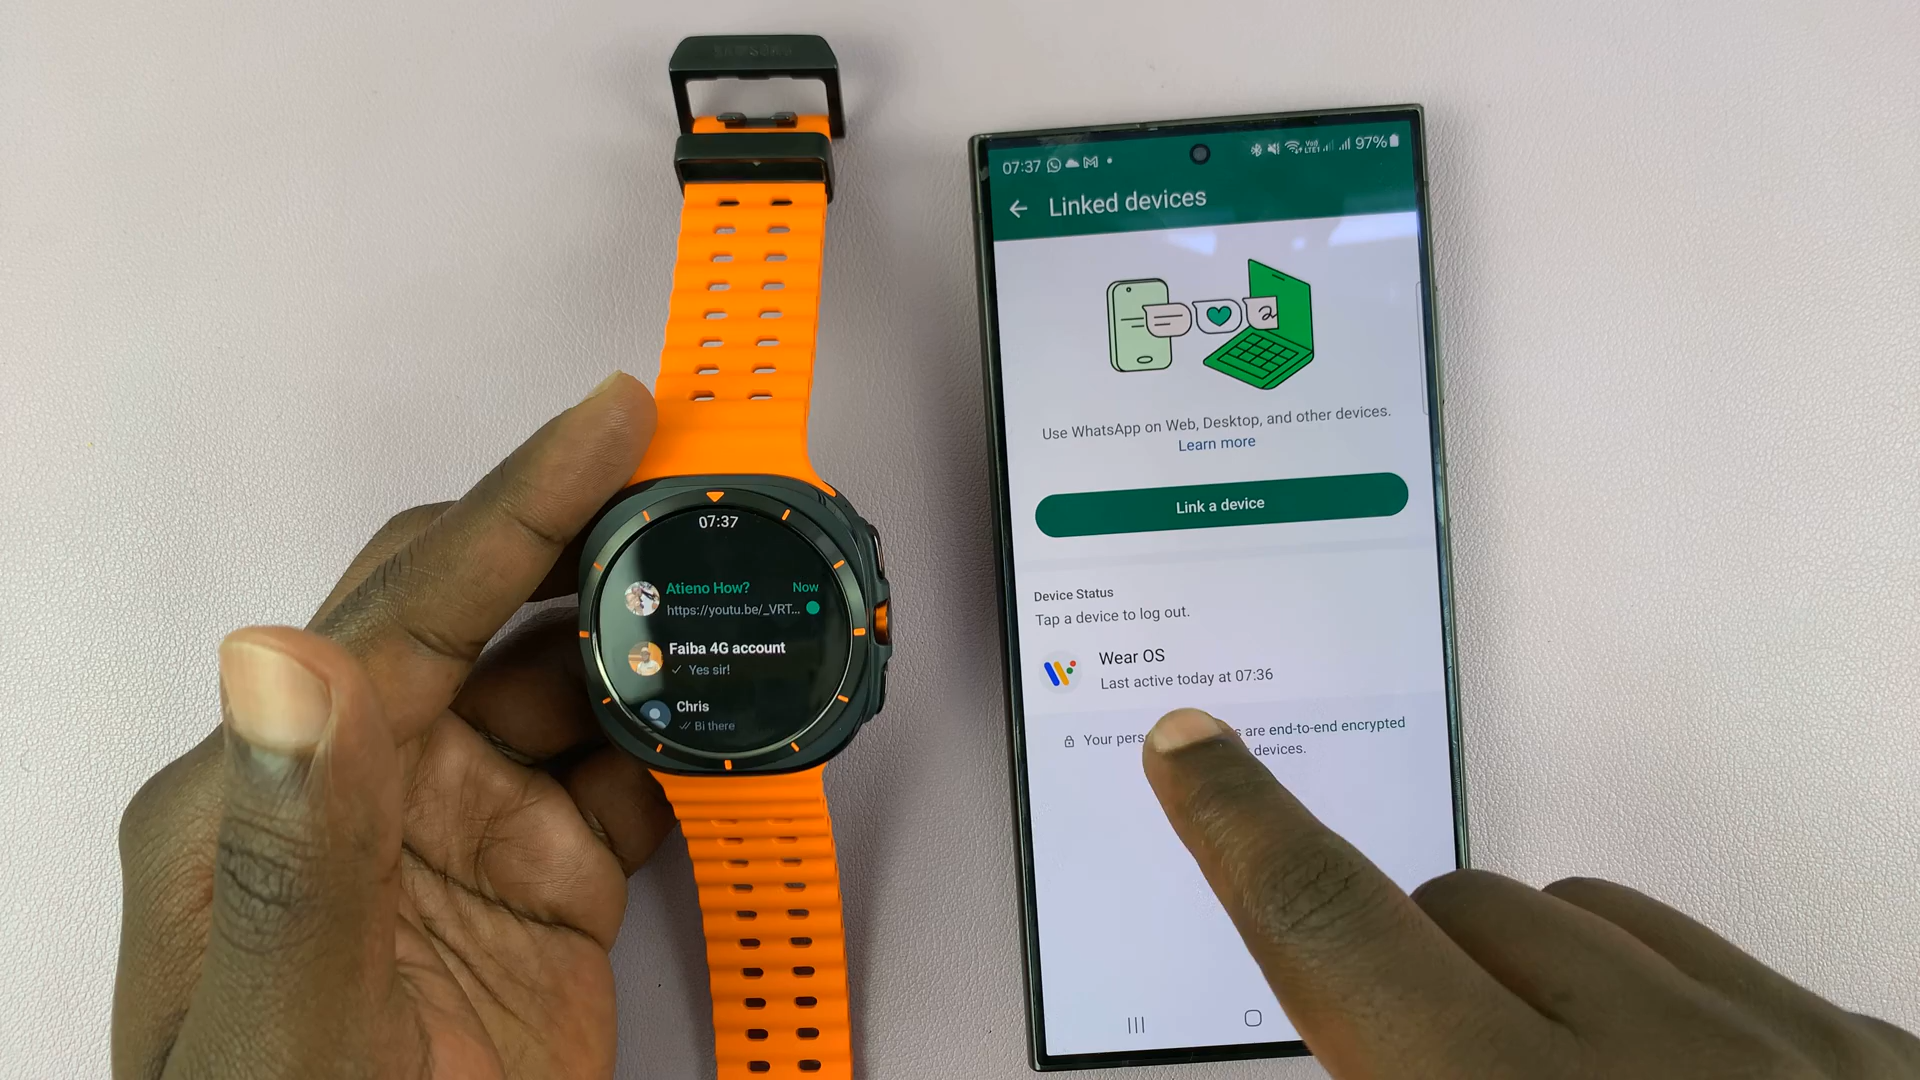 SAMSUNG
07:37
Atieno How? Now
https://youtu.be/_VRT...
Faiba 4G account
✓ Yes sir!
Chris
✓✓ Bi there
07:37 97%
Linked devices
Use WhatsApp on Web, Desktop, and other devices.
Learn more
Link a device
Device Status
Tap a device to log out.
Wear OS
Last active today at 07:36
Your pers s are end-to-end encrypted
devices.